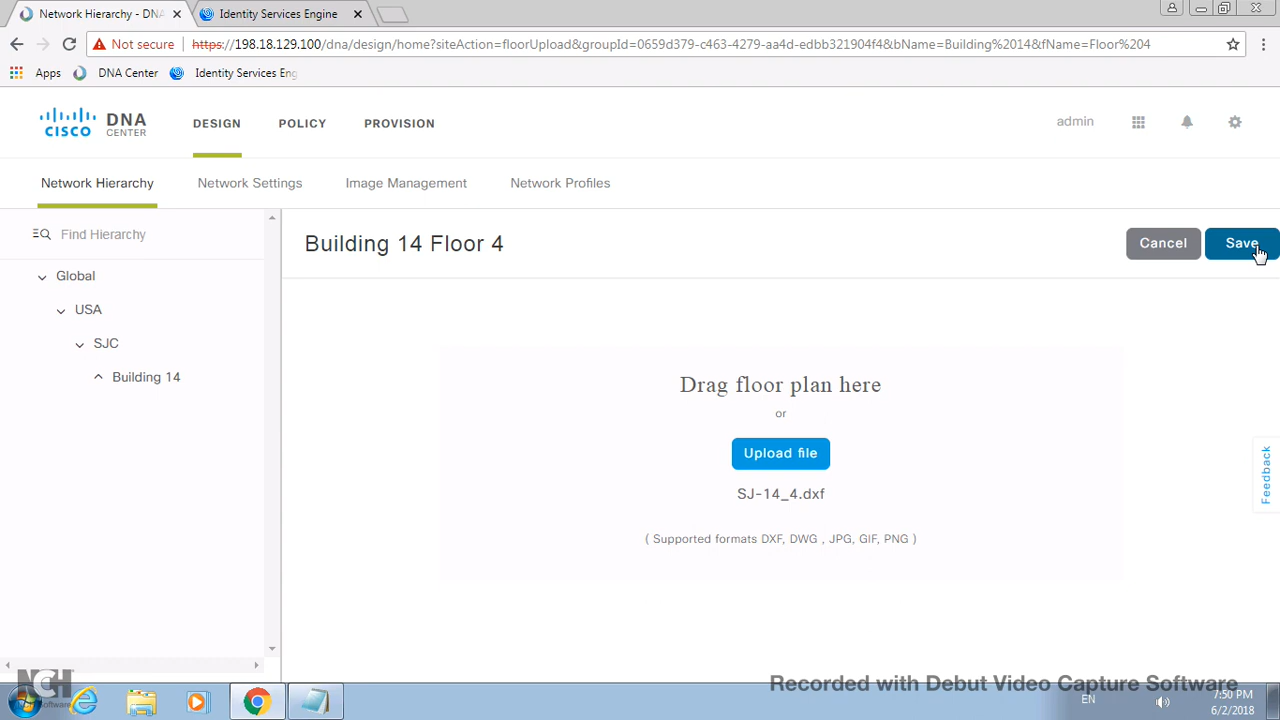 Network Hierarchy - DNA
Identity Services Engine
Not secure
https://198.18.129.100/dna/design/home?siteAction=floorUpload&groupId=0659d379-c463-4279-aa4d-dbb321904f4&bName=Building%2014&fName=Floor%204
Apps
DNA Center
Identity Services Eng
CISCO
DNA
CENTER
DESIGN
POLICY
PROVISION
admin
Network Hierarchy
Network Settings
Image Management
Network Profiles
Find Hierarchy
Building 14 Floor 4
Cancel
Save
Global
USA
SJC
Building 14
Drag floor plan here
or
Upload file
SJ-14_4.dxf
( Supported formats DXF, DWG , JPG, GIF, PNG )
Feedback
NCH
Software
Recorded with Debut Video Capture Software
EN
7:50 PM
6/2/2018